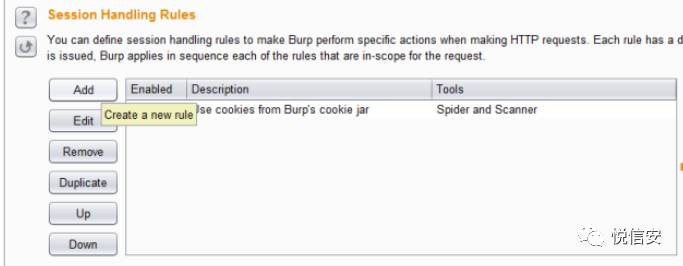 Session Handling Rules
You can define session handling rules to make Burp perform specific actions when making HTTP requests. Each rule has a d
is issued, Burp applies in sequence each of the rules that are in-scope for the request.
Add Enabled Description Tools
Use cookies from Burp's cookie jar Spider and Scanner
Edit Create a new rule
Remove
Duplicate
Up
Down
悦信安